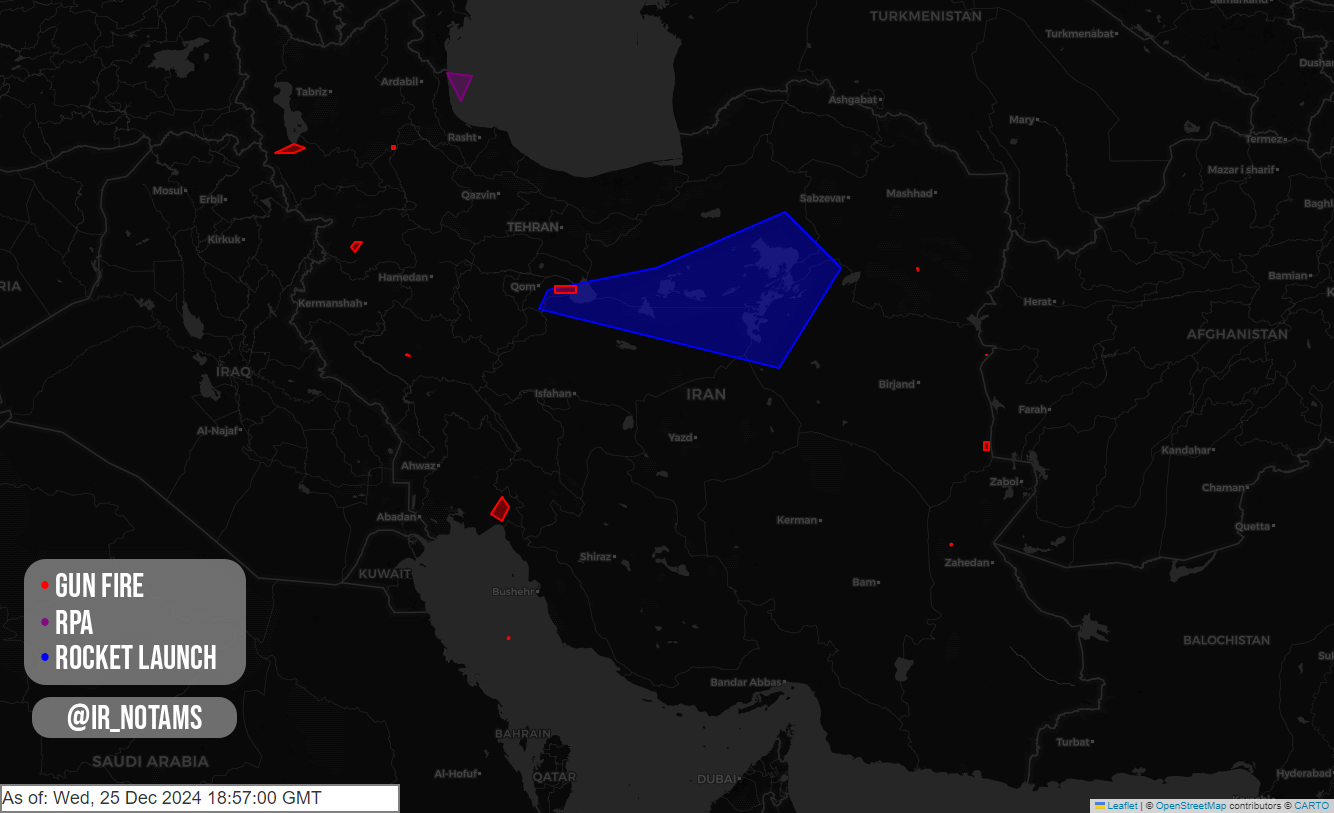 TURKMENISTAN
Turkmenabat
Dushan
Tabriz
Ardabil
Ashgabat
Mary
Rasht
Termez
Mosul
Erbil
Qazvin
Sabzevar
Mashhad
Mazar i sharif
Baghl
TEHRAN
Kirkuk
Hamedan
Qom
Bamian
RIA
Kermanshah
Herat
AFGHANISTAN
IRAQ
Isfahan
IRAN
Birjand
Farah
Al-Najaf
Yazd
Kandahar
Ahwaz
Zabol
Chaman
Abadan
Kerman
Quetta
Shiraz
Zahedan
KUWAIT
Bushehr
Bam
GUN FIRE
RPA
ROCKET LAUNCH
BALOCHISTAN
Bandar Abbas
@IR_NOTAMS
BAHRAIN
Turbat
SAUDI ARABIA
Al-Hofuf
QATAR
DUBAI
Hyderabad
As of: Wed, 25 Dec 2024 18:57:00 GMT
Leaflet | © OpenStreetMap contributors © CARTO